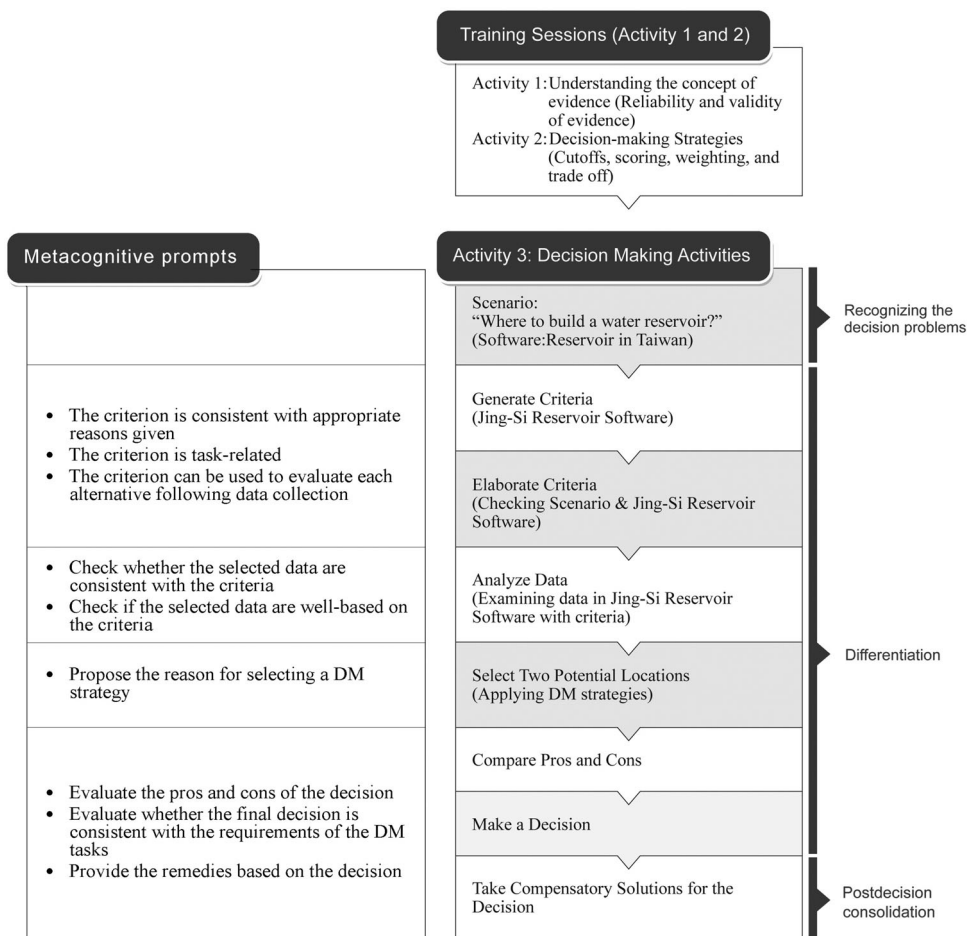 Training Sessions (Activity 1 and 2)
Activity 1:Understanding the concept of
evidence (Reliability and validity
of evidence)
Activity 2:Decision-making Strategies
(Cutoffs, scoring, weighting, and
trade off)
Metacognitive prompts
• The criterion is consistent with appropriate
reasons given
• The criterion is task-related
• The criterion can be used to evaluate each
alternative following data collection
• Check whether the selected data are
consistent with the criteria
• Check if the selected data are well-based on
the criteria
• Propose the reason for selecting a DM
strategy
• Evaluate the pros and cons of the decision
• Evaluate whether the final decision is
consistent with the requirements of the DM
tasks
• Provide the remedies based on the decision
Activity 3: Decision Making Activities
Scenario:
“Where to build a water reservoir?”
(Software:Reservoir in Taiwan)
Generate Criteria
(Jing-Si Reservoir Software)
Elaborate Criteria
(Checking Scenario & Jing-Si Reservoir
Software)
Analyze Data
(Examining data in Jing-Si Reservoir
Software with criteria)
Select Two Potential Locations
(Applying DM strategies)
Compare Pros and Cons
Make a Decision
Take Compensatory Solutions for the
Decision
Recognizing the
decision problems
Differentiation
Postdecision
consolidation